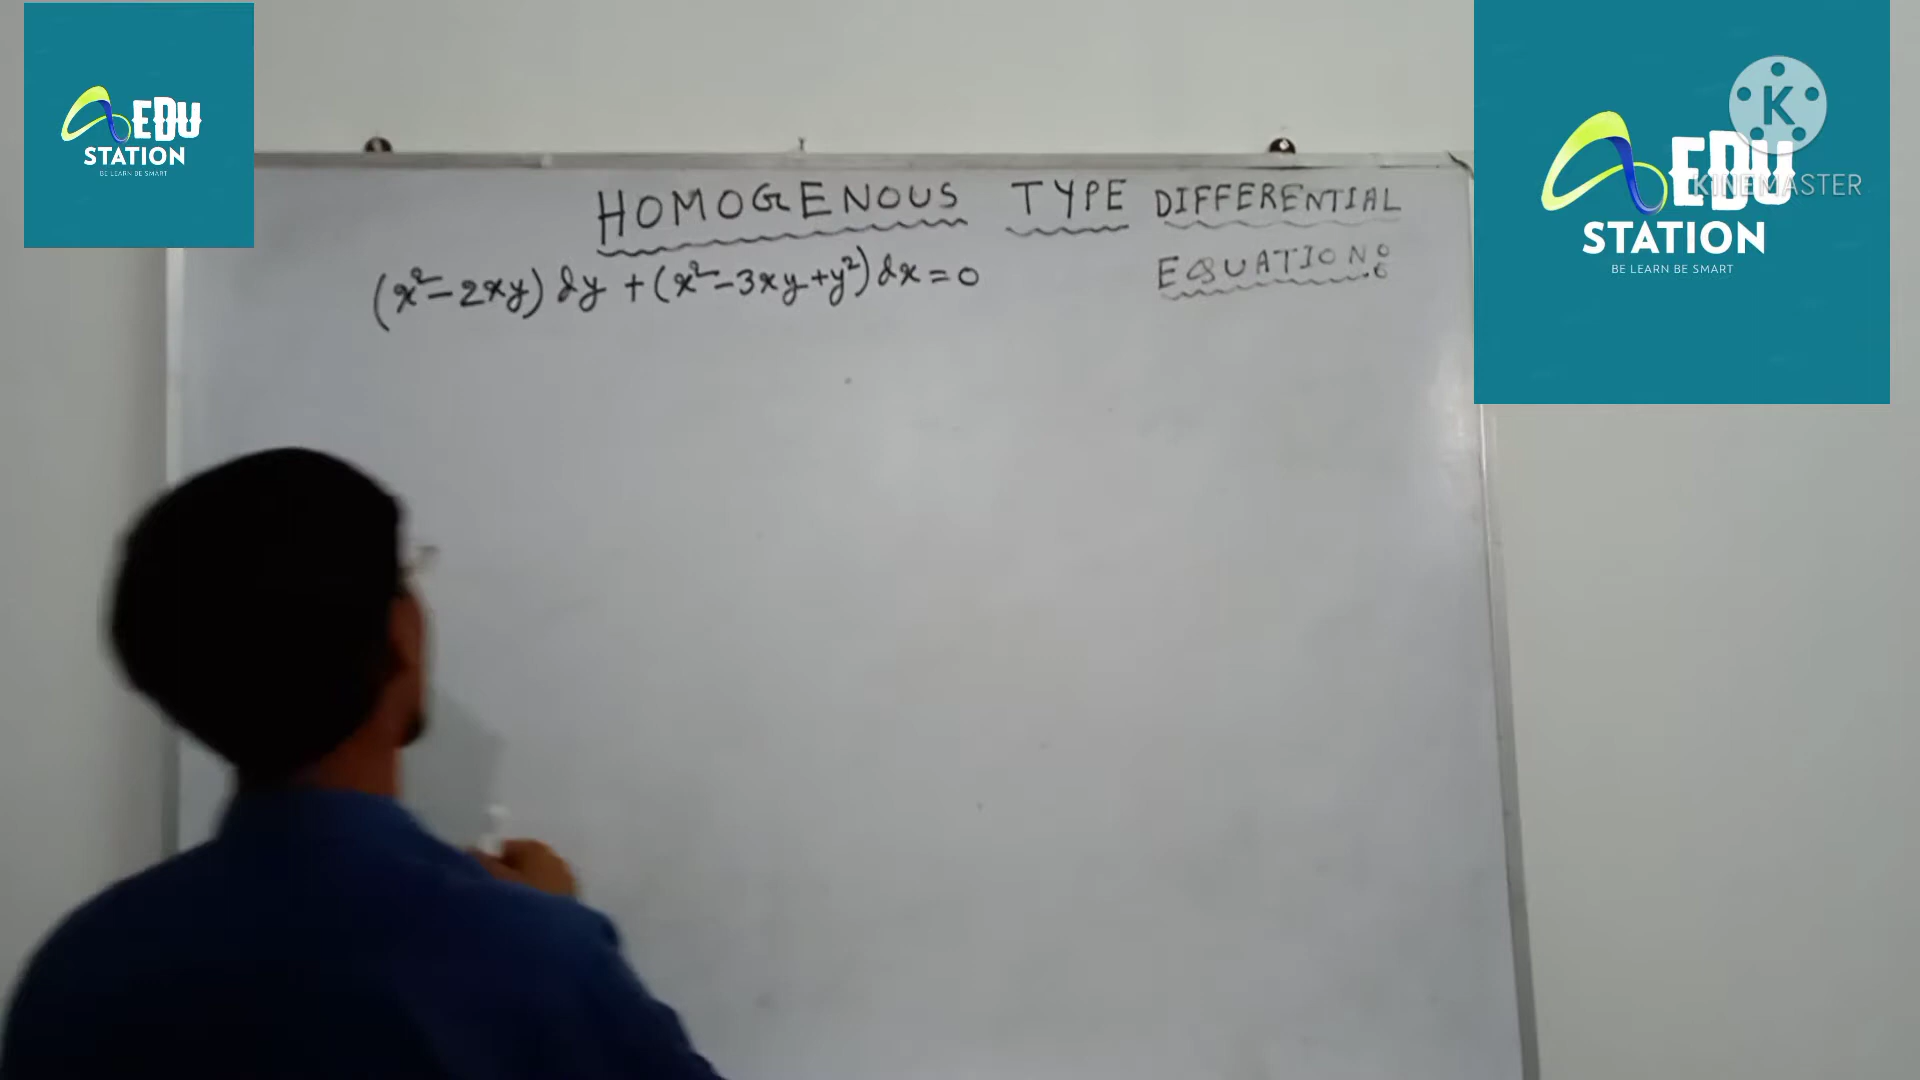 EDU
STATION
BE LEARN BE SMART
HOMOGENOUS TYPE DIFFERENTIAL
EQUATION:
(x²-2xy) dy + (x²-3xy+y²) dx = 0
EDU
STATION
BE LEARN BE SMART
K
KINEMASTER